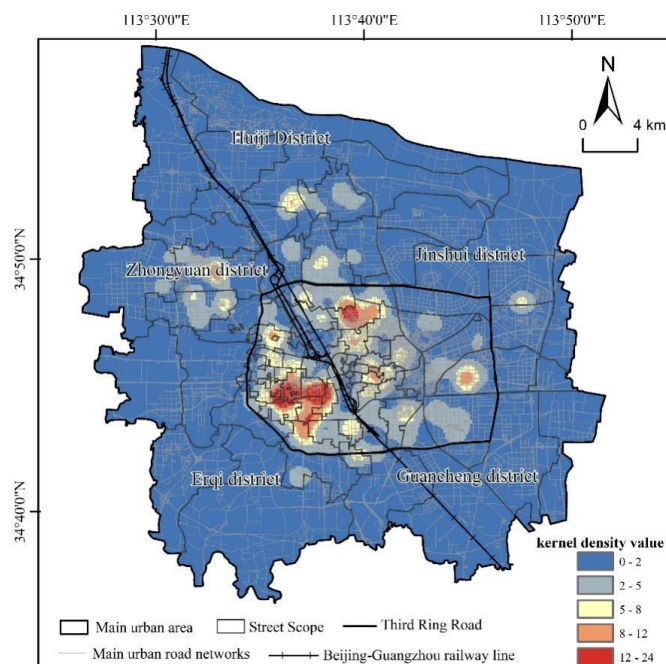 113°30'0"E 113°40'0"E 113°50'0"E
N
0 4 km
Huiji District
34°50'0"N
Jinshui district
Zhongyuan district
Erqi district
Guancheng district
34°40'0"N
kernel density value
0 - 2
2 - 5
5 - 8
8 - 12
12 - 24
Main urban area Street Scope Third Ring Road
Main urban road networks Beijing-Guangzhou railway line